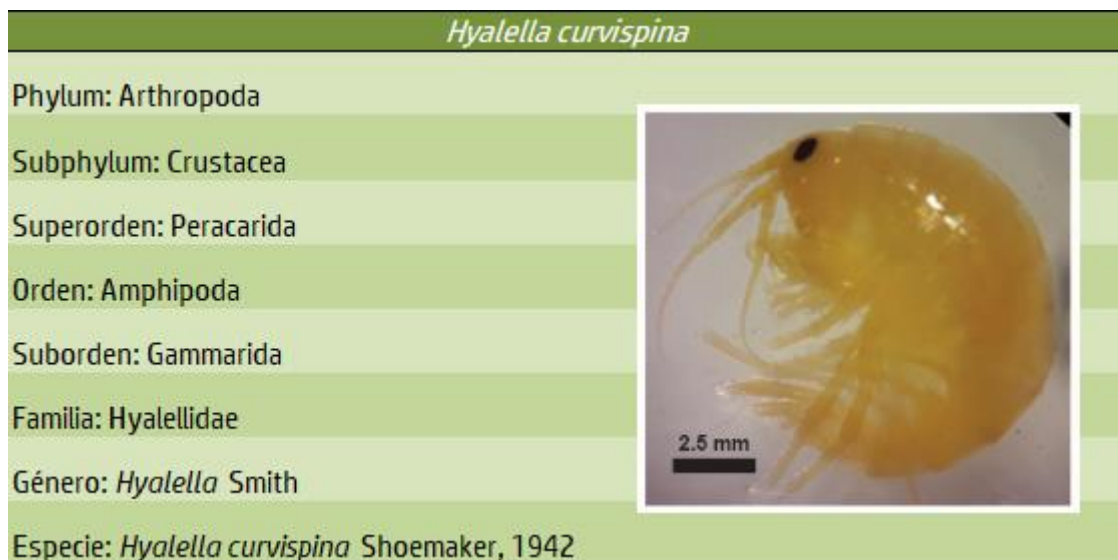 Hyalella curvispina
Phylum: Arthropoda
Subphylum: Crustacea
Superorden: Peracarida
Orden: Amphipoda
Suborden: Gammarida
Familia: Hyalellidae
2.5 mm
Género: Hyalella Smith
Especie: Hyalella curvispina Shoemaker, 1942